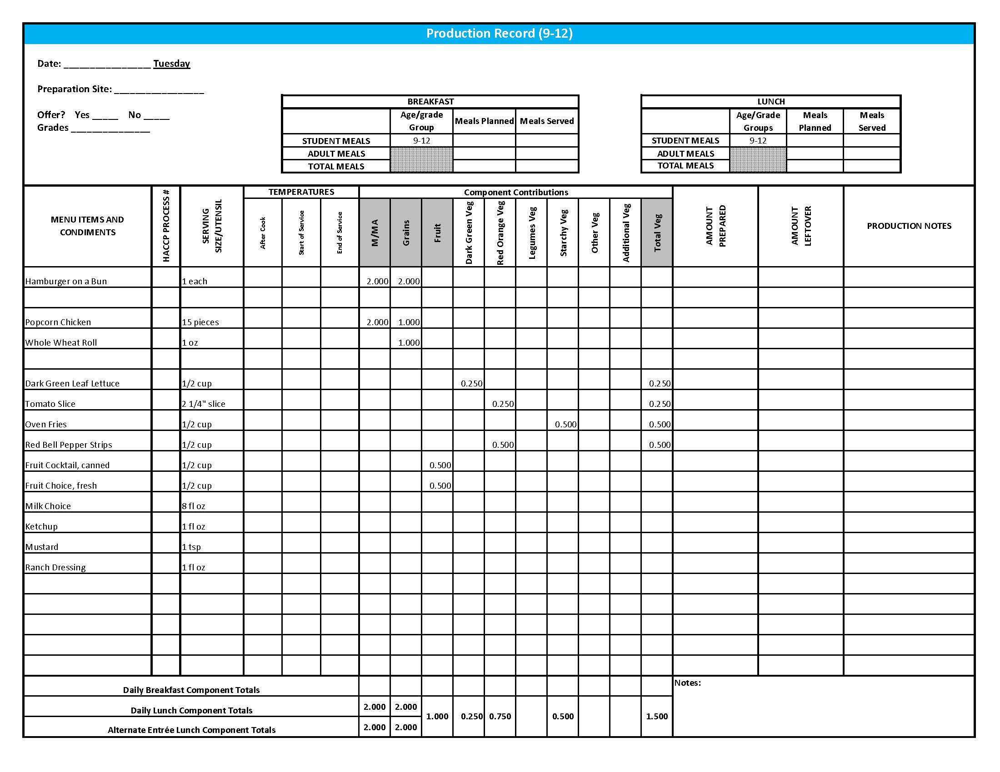 Production Record (9-12)
Date: _________________ Tuesday
Preparation Site: _________________
Offer? Yes _____ No _____
Grades _______________
BREAKFAST
Age/grade Group Meals Planned Meals Served
STUDENT MEALS 9-12
ADULT MEALS
TOTAL MEALS
LUNCH
Age/Grade Groups Meals Planned Meals Served
STUDENT MEALS 9-12
ADULT MEALS
TOTAL MEALS
MENU ITEMS AND CONDIMENTS
HACCP PROCESS #
SERVING SIZE/UTENSIL
TEMPERATURES
After Cook
Start of Service
End of Service
Component Contributions
M/MA
Grains
Fruit
Dark Green Veg
Red Orange Veg
Legumes Veg
Starchy Veg
Other Veg
Additional Veg
Total Veg
AMOUNT PREPARED
AMOUNT LEFTOVER
PRODUCTION NOTES
Hamburger on a Bun 1 each 2.000 2.000
Popcorn Chicken 15 pieces 2.000 1.000
Whole Wheat Roll 1 oz 1.000
Dark Green Leaf Lettuce 1/2 cup 0.250 0.250
Tomato Slice 2 1/4" slice 0.250 0.250
Oven Fries 1/2 cup 0.500 0.500
Red Bell Pepper Strips 1/2 cup 0.500 0.500
Fruit Cocktail, canned 1/2 cup 0.500
Fruit Choice, fresh 1/2 cup 0.500
Milk Choice 8 fl oz
Ketchup 1 fl oz
Mustard 1 tsp
Ranch Dressing 1 fl oz
Daily Breakfast Component Totals
Daily Lunch Component Totals 2.000 2.000
1.000 0.250 0.750 0.500 1.500
Alternate Entrée Lunch Component Totals 2.000 2.000
Notes: